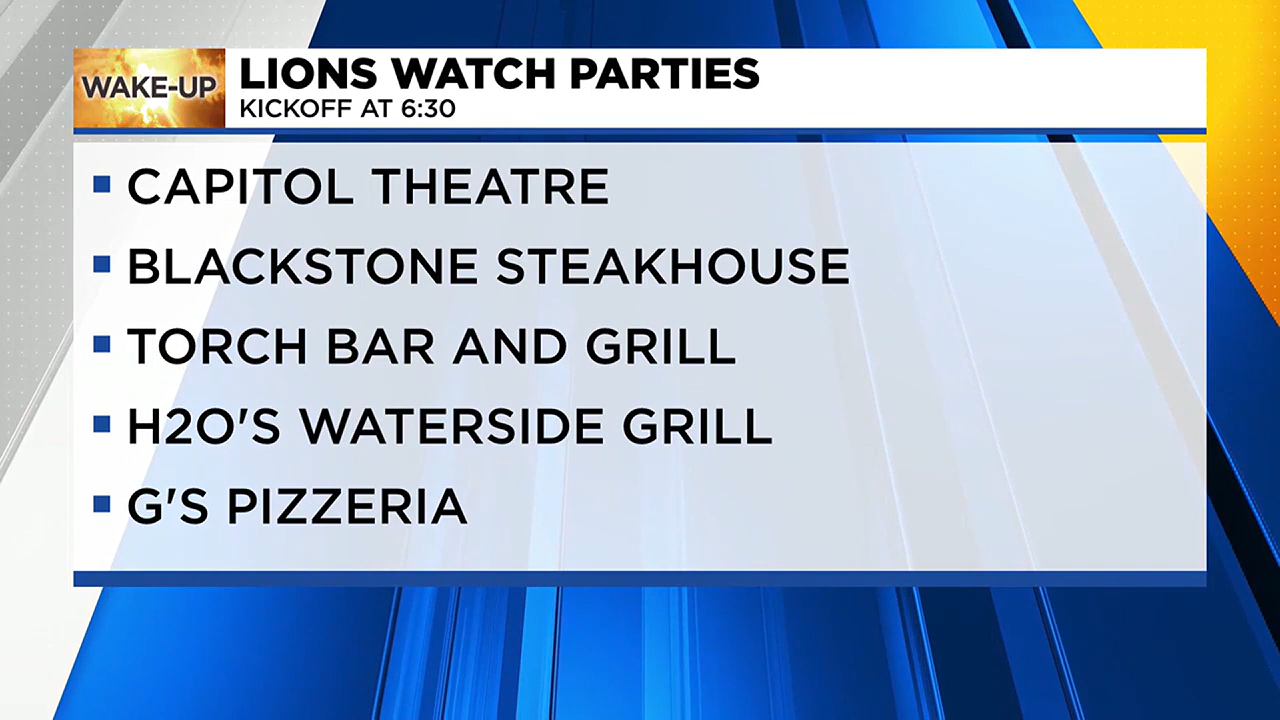 WAKE-UP
LIONS WATCH PARTIES
KICKOFF AT 6:30
CAPITOL THEATRE
BLACKSTONE STEAKHOUSE
TORCH BAR AND GRILL
H2O'S WATERSIDE GRILL
G'S PIZZERIA